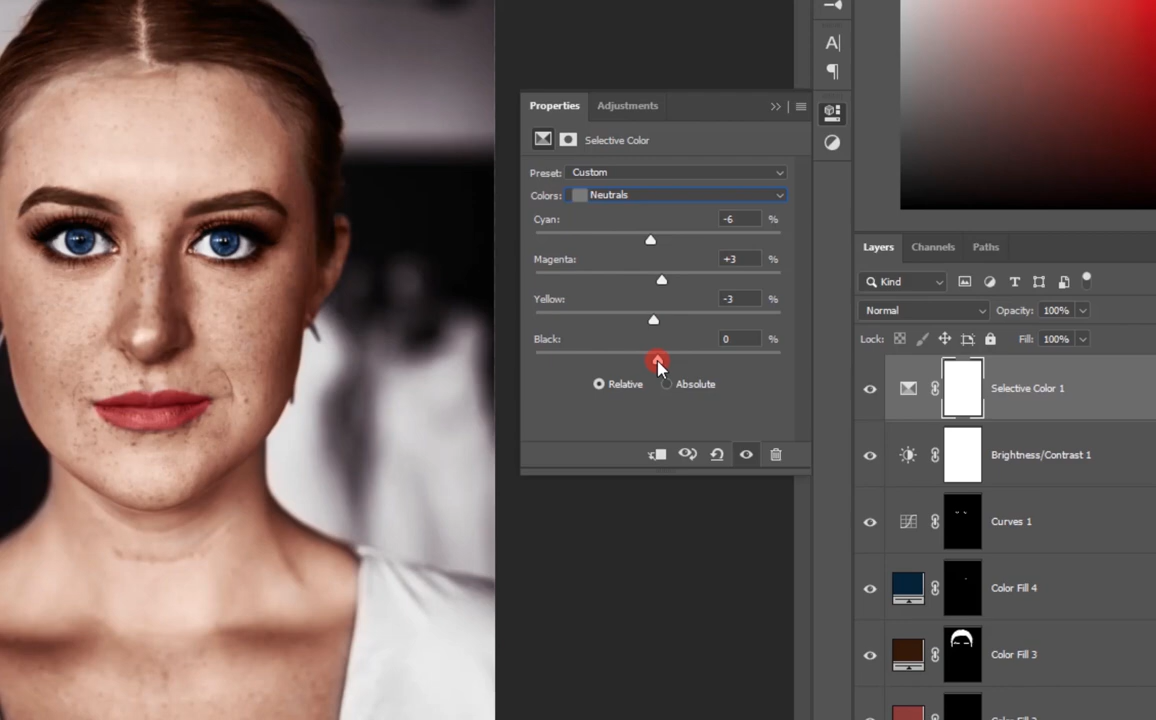 Properties Adjustments
Selective Color
Preset: Custom
Colors: Neutrals
Cyan: -6 %
Magenta: +3 %
Yellow: -3 %
Black: 0 %
Relative Absolute
A|
Layers Channels Paths
Kind
Normal Opacity: 100%
Lock: Fill: 100%
Selective Color 1
Brightness/Contrast 1
Curves 1
Color Fill 4
Color Fill 3